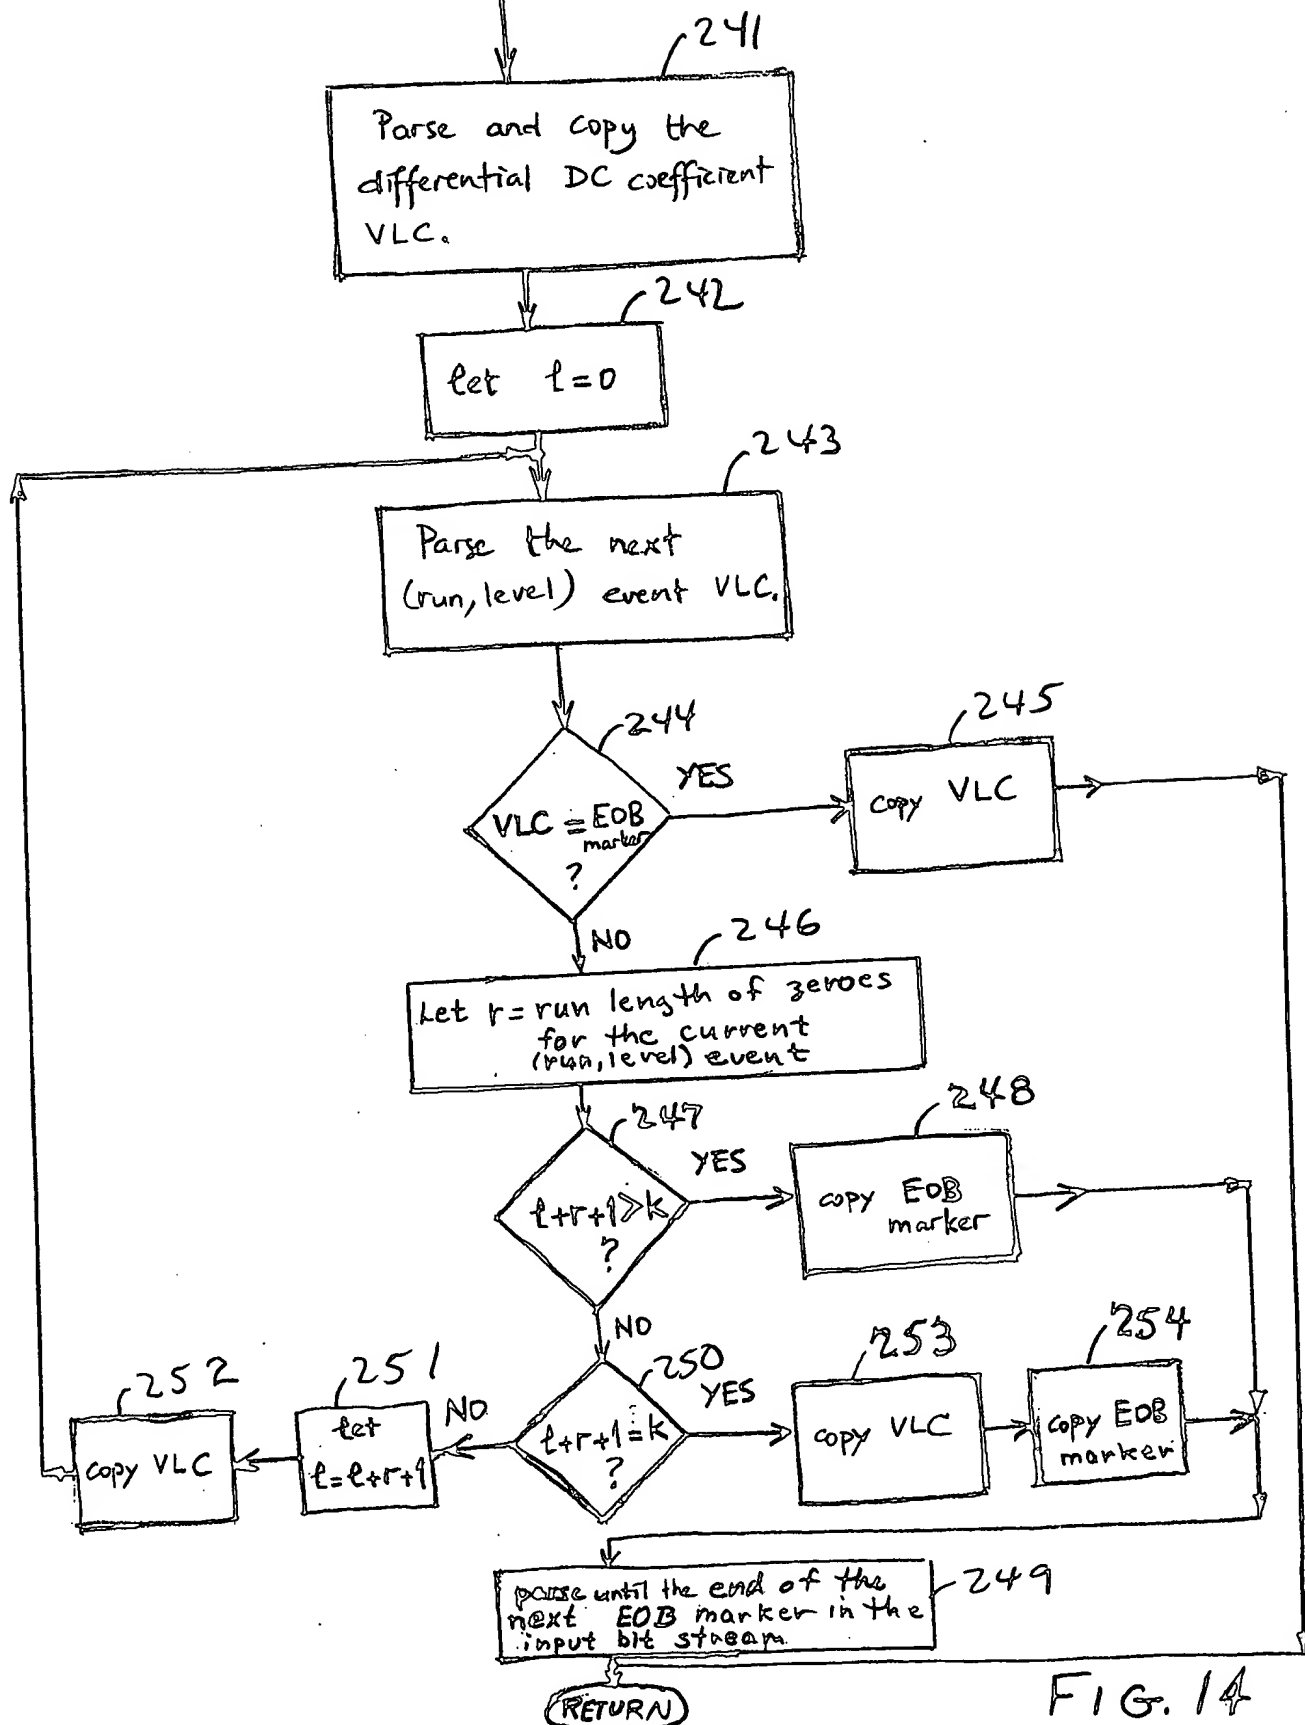 241
Parse and copy the
differential DC coefficient
VLC.
242
let l=0
243
Parse the next
(run, level) event VLC.
244
VLC = EOB
marker
?
YES
245
copy VLC
NO
246
Let r= run length of zeroes
for the current
(run, level) event
247
l+r+1>k
?
YES
248
copy EOB
marker
NO
250
l+r+1=k
?
YES
253
copy VLC
254
copy EOB
marker
NO
251
let
l=l+r+1
252
copy VLC
249
parse until the end of the
next EOB marker in the
input bit stream
RETURN
FIG. 14